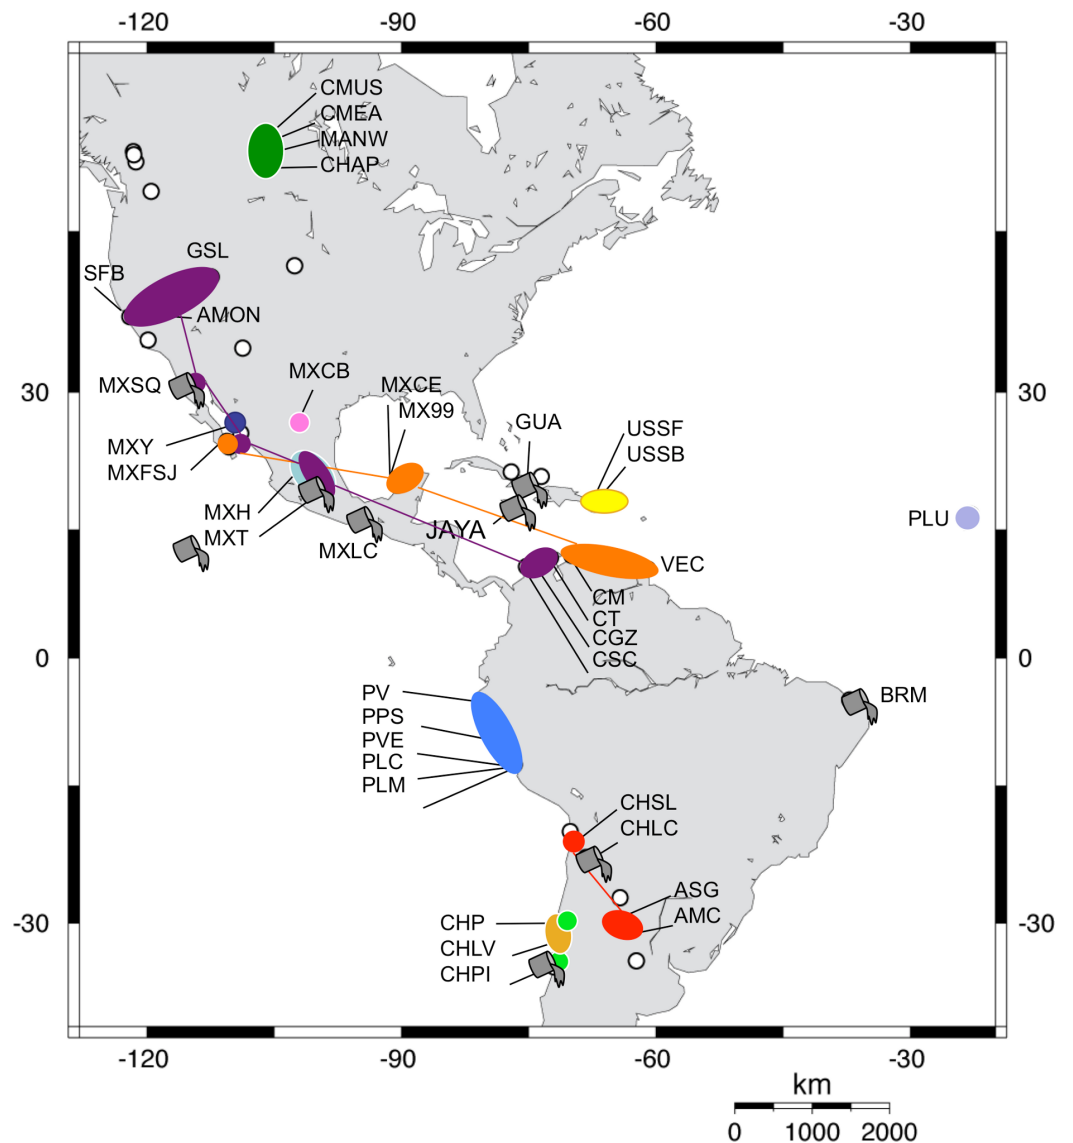 -120 -90 -60 -30
CMUS
CMEA
MANW
CHAP
GSL
SFB
AMON
MXCB
MXCE
MXSQ
30 30
MX99
GUA
USSF
MXY
USSB
MXFSJ
MXH
PLU
JAYA
MXT
MXLC
VEC
CM
CT
CGZ
CSC
0 0
PV
BRM
PPS
PVE
PLC
PLM
CHSL
CHLC
ASG
AMC
-30 -30
CHP
CHLV
CHPI
-120 -90 -60 -30
km
0 1000 2000